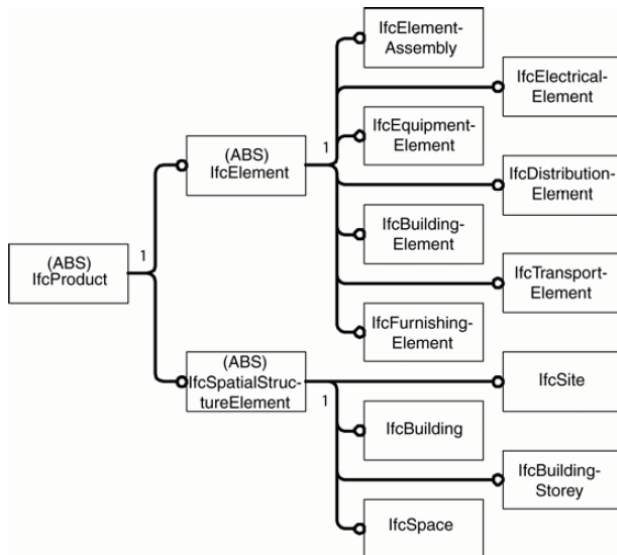 IfcElement-
Assembly
IfcElectrical-
Element
1
IfcEquipment-
Element
(ABS)
IfcElement
IfcDistribution-
Element
IfcBuilding-
Element
1
(ABS)
IfcProduct
IfcTransport-
Element
IfcFurnishing-
Element
(ABS)
IfcSpatialStruc-
tureElement
IfcSite
1
IfcBuilding
IfcBuilding-
Storey
IfcSpace